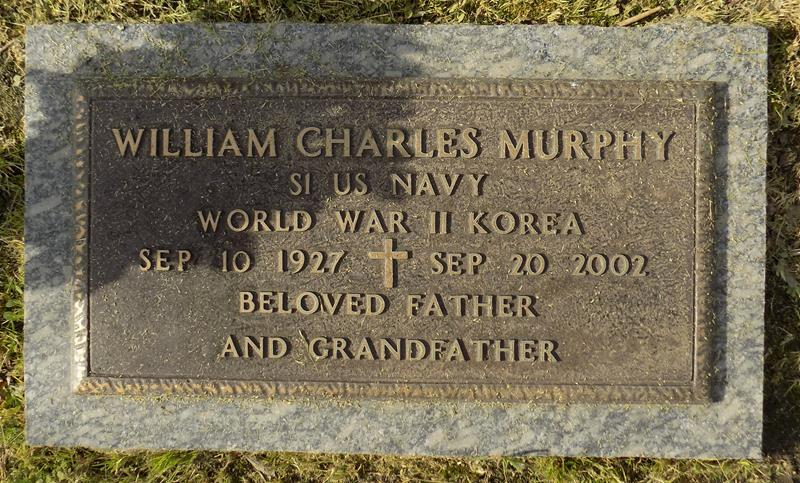 WILLIAM CHARLES MURPHY
S1 US NAVY
WORLD WAR II KOREA
SEP 10 1927 SEP 20 2002
BELOVED FATHER
AND GRANDFATHER